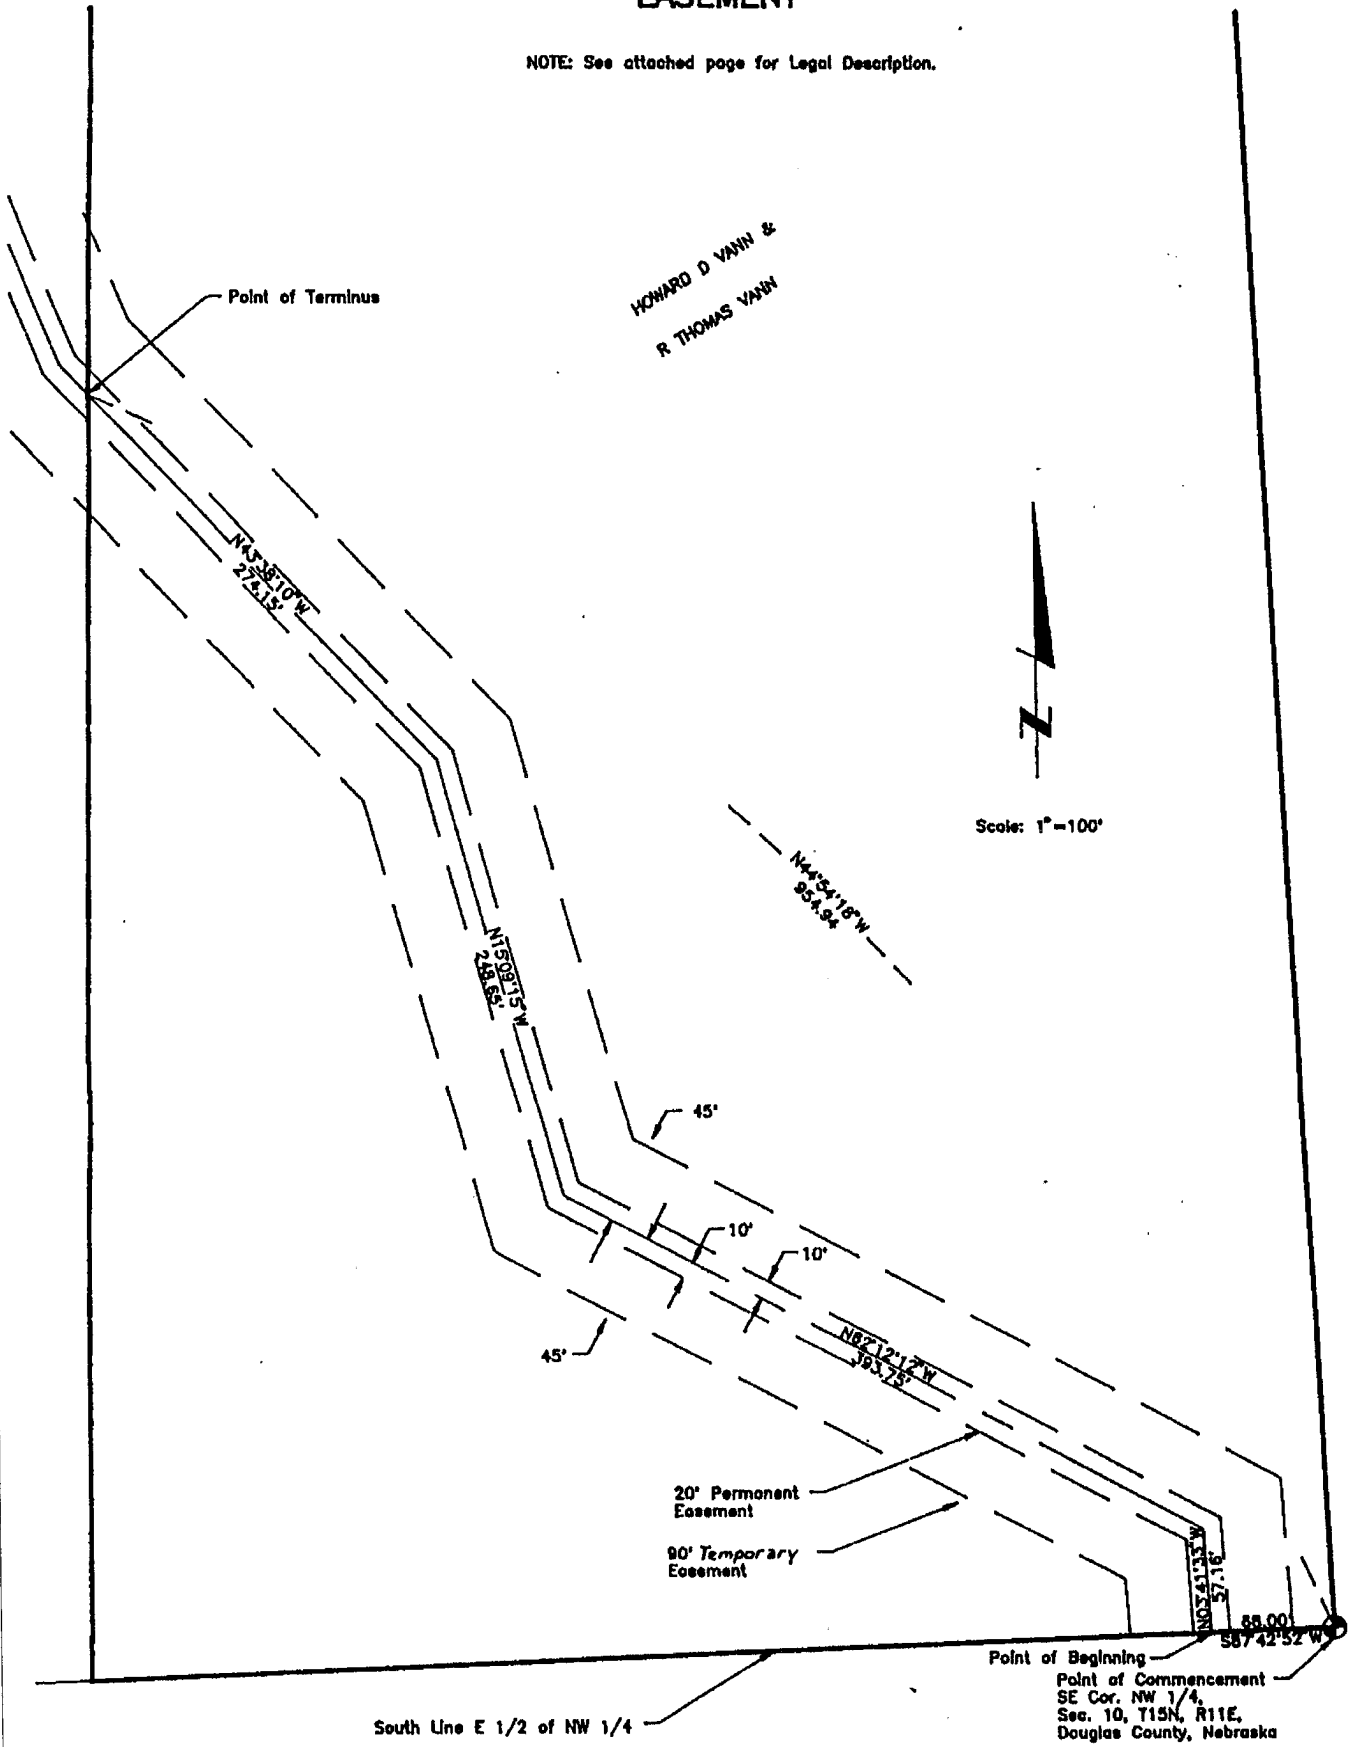 EASEMENT
NOTE: See attached page for Legal Description.
HOWARD D VANN &
R THOMAS VANN
Point of Terminus
N43°38'10"W
274.15'
Z
Scale: 1"=100'
N44°54'18"W
954.94
N15°09'15"W
248.65'
45'
10'
10'
45'
N62°12'12"W
393.75'
20' Permanent
Easement
90' Temporary
Easement
N03°41'33"W
57.16'
88.00'
S87°42'52"W
Point of Beginning
Point of Commencement
SE Cor. NW 1/4,
Sec. 10, T15N, R11E,
Douglas County, Nebraska
South Line E 1/2 of NW 1/4